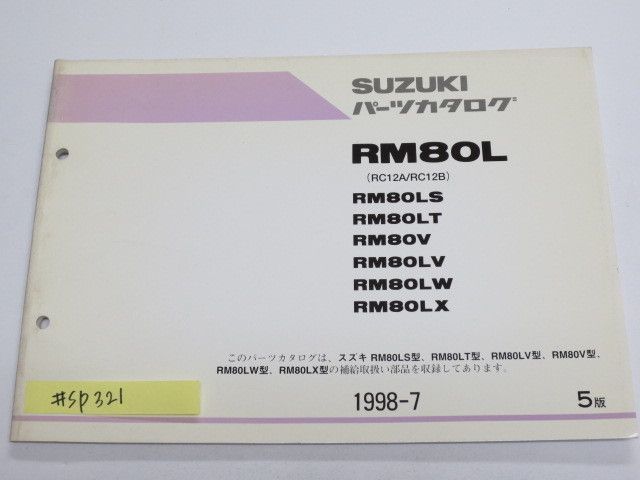 SUZUKI
パーツカタログ
RM80L
(RC12A/RC12B)
RM80LS
RM80LT
RM80V
RM80LV
RM80LW
RM80LX
このパーツカタログは、スズキ RM80LS型、RM80LT型、RM80LV型、RM80V型、
RM80LW型、RM80LX型の補給取扱い部品を収録してあります。
#sp321
1998-7
5版